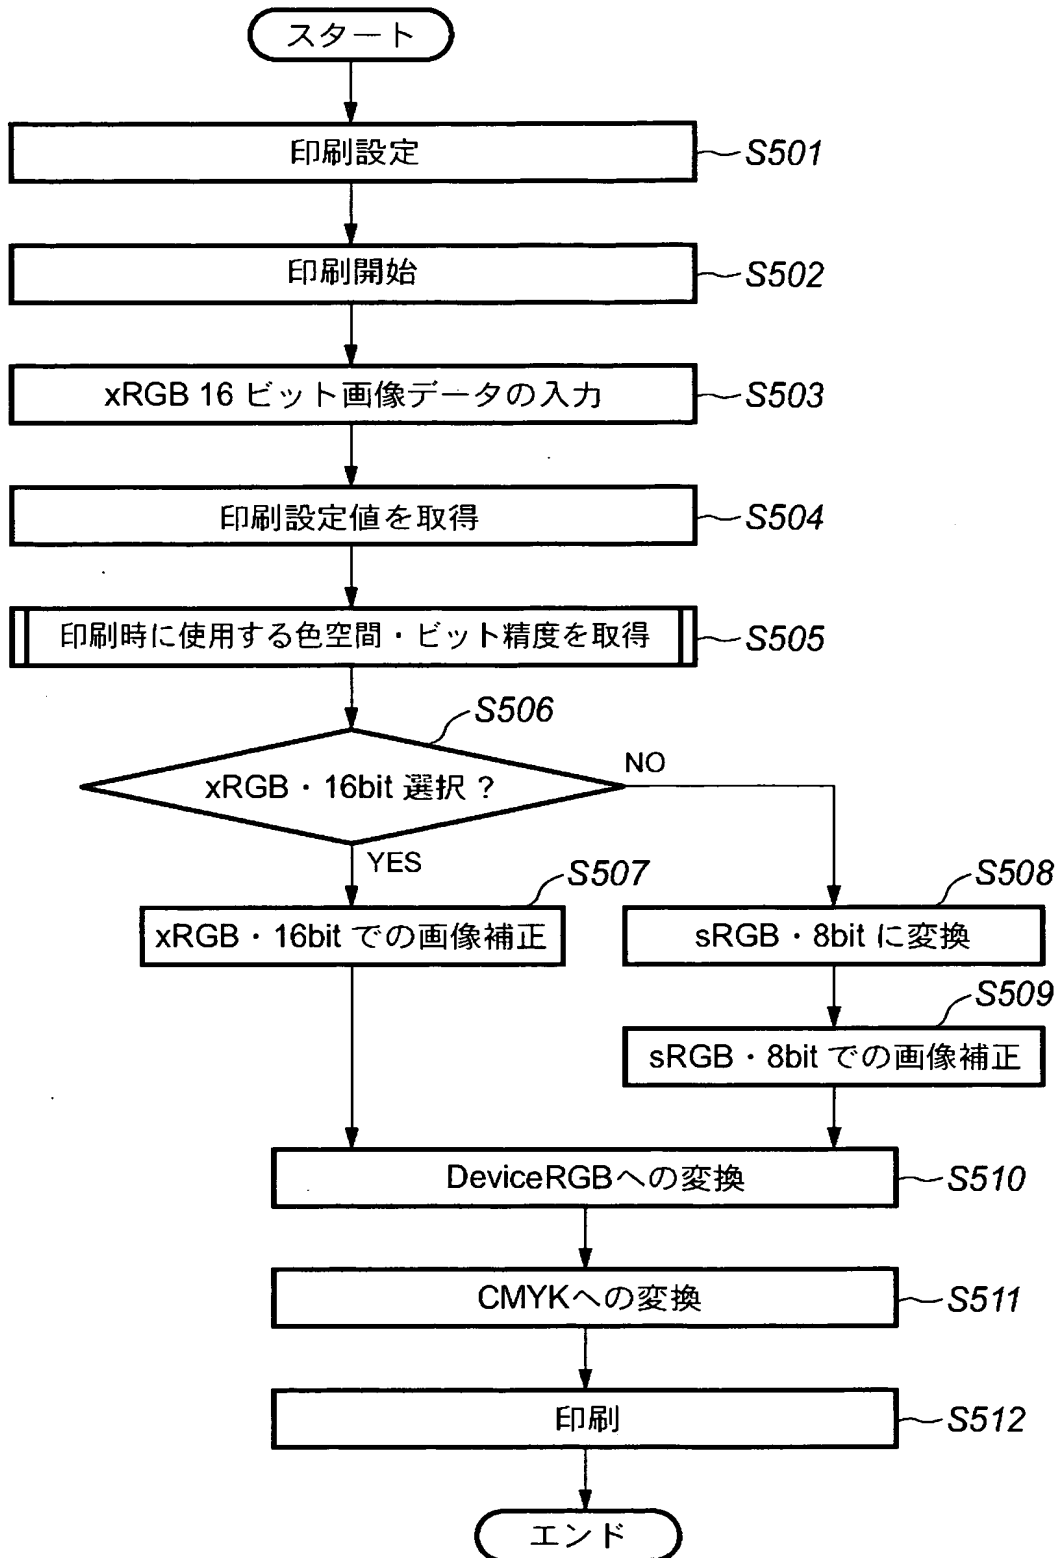 スタート
印刷設定
S501
印刷開始
S502
xRGB 16 ビット画像データの入力
S503
印刷設定値を取得
S504
印刷時に使用する色空間・ビット精度を取得
S505
S506
xRGB・16bit 選択 ?
NO
YES
S507
xRGB・16bit での画像補正
S508
sRGB・8bit に変換
S509
sRGB・8bit での画像補正
DeviceRGBへの変換
S510
CMYKへの変換
S511
印刷
S512
エンド